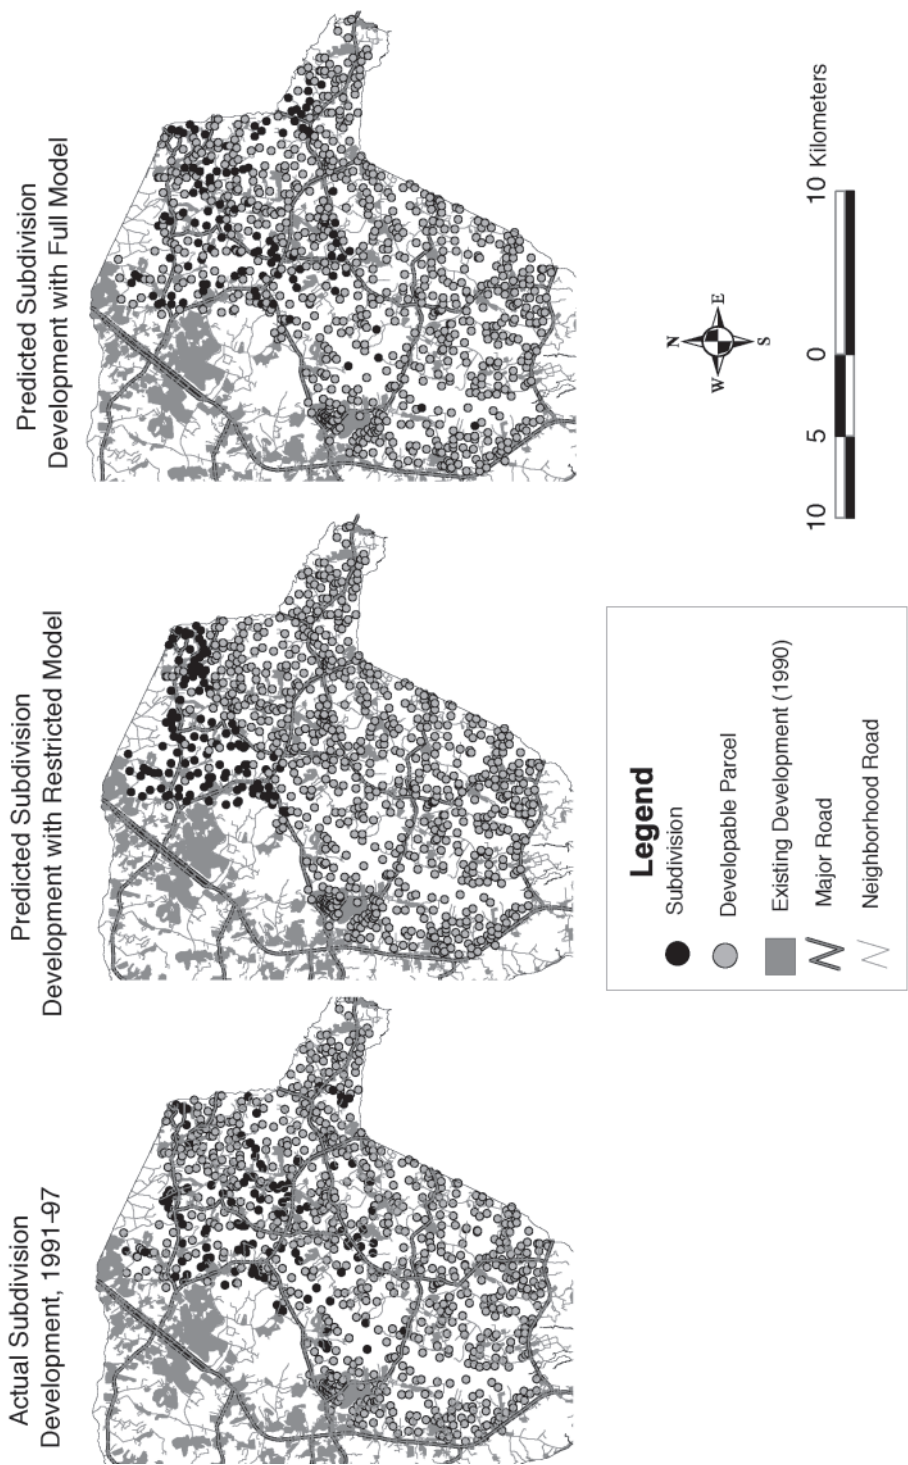 Actual Subdivision
Development, 1991–97
Predicted Subdivision
Development with Restricted Model
Predicted Subdivision
Development with Full Model
Legend
Subdivision
Developable Parcel
Existing Development (1990)
Major Road
Neighborhood Road
N
W
E
S
10
5
0
10 Kilometers